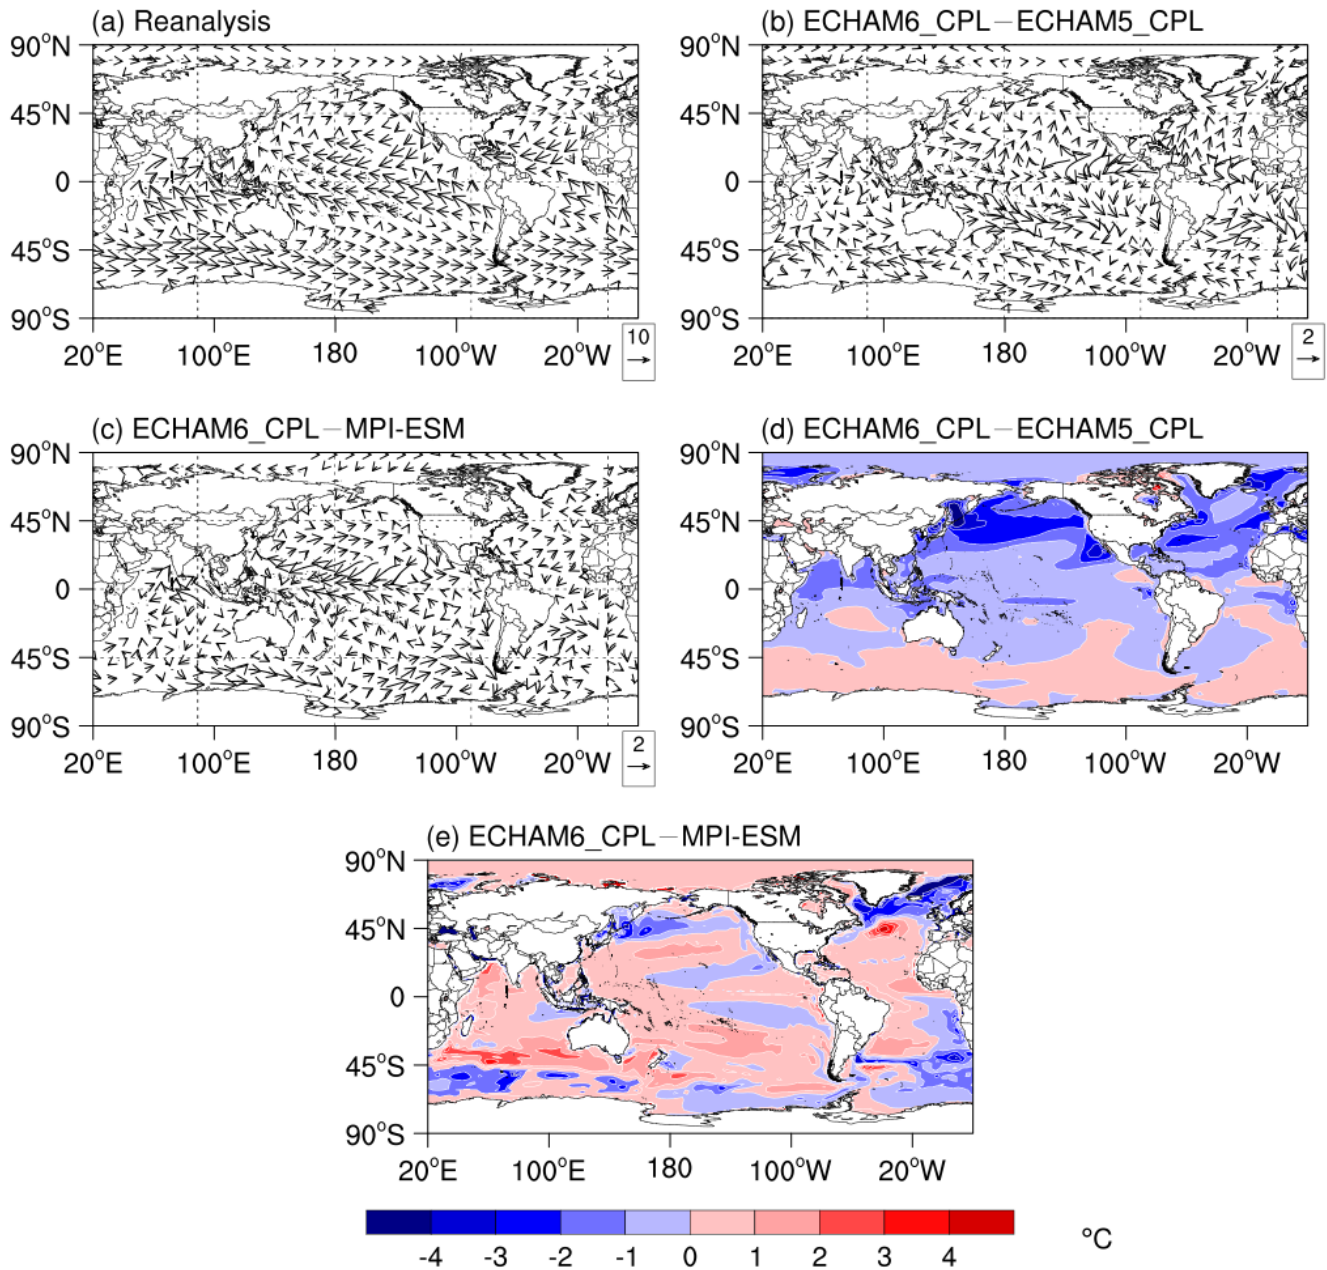 (a) Reanalysis
90°N
45°N
0
45°S
90°S
20°E 100°E 180 100°W 20°W
10
(b) ECHAM6_CPL－ECHAM5_CPL
90°N
45°N
0
45°S
90°S
20°E 100°E 180 100°W 20°W
2
(c) ECHAM6_CPL－MPI-ESM
90°N
45°N
0
45°S
90°S
20°E 100°E 180 100°W 20°W
2
(d) ECHAM6_CPL－ECHAM5_CPL
90°N
45°N
0
45°S
90°S
20°E 100°E 180 100°W 20°W
(e) ECHAM6_CPL－MPI-ESM
90°N
45°N
0
45°S
90°S
20°E 100°E 180 100°W 20°W
-4 -3 -2 -1 0 1 2 3 4 °C